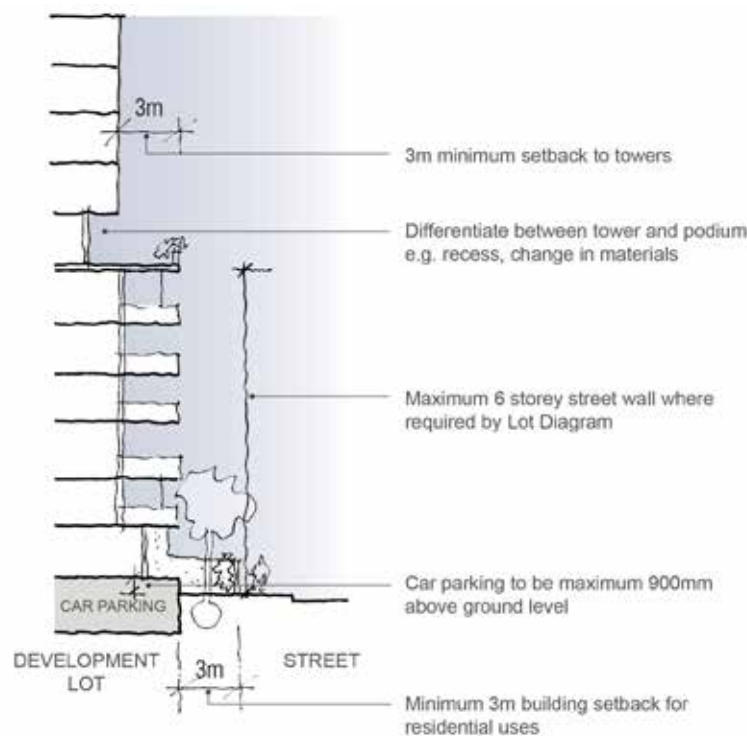 3m
3m minimum setback to towers
Differentiate between tower and podium
e.g. recess, change in materials
Maximum 6 storey street wall where
required by Lot Diagram
Car parking to be maximum 900mm
above ground level
CAR PARKING
DEVELOPMENT
LOT
3m
STREET
Minimum 3m building setback for
residential uses